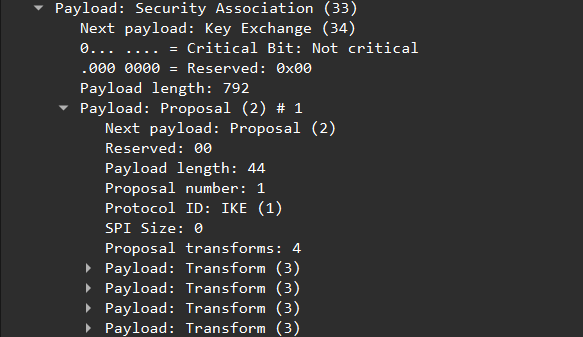 Payload: Security Association (33)
Next payload: Key Exchange (34)
0... .... = Critical Bit: Not critical
.000 0000 = Reserved: 0x00
Payload length: 792
Payload: Proposal (2) # 1
Next payload: Proposal (2)
Reserved: 00
Payload length: 44
Proposal number: 1
Protocol ID: IKE (1)
SPI Size: 0
Proposal transforms: 4
Payload: Transform (3)
Payload: Transform (3)
Payload: Transform (3)
Payload: Transform (3)